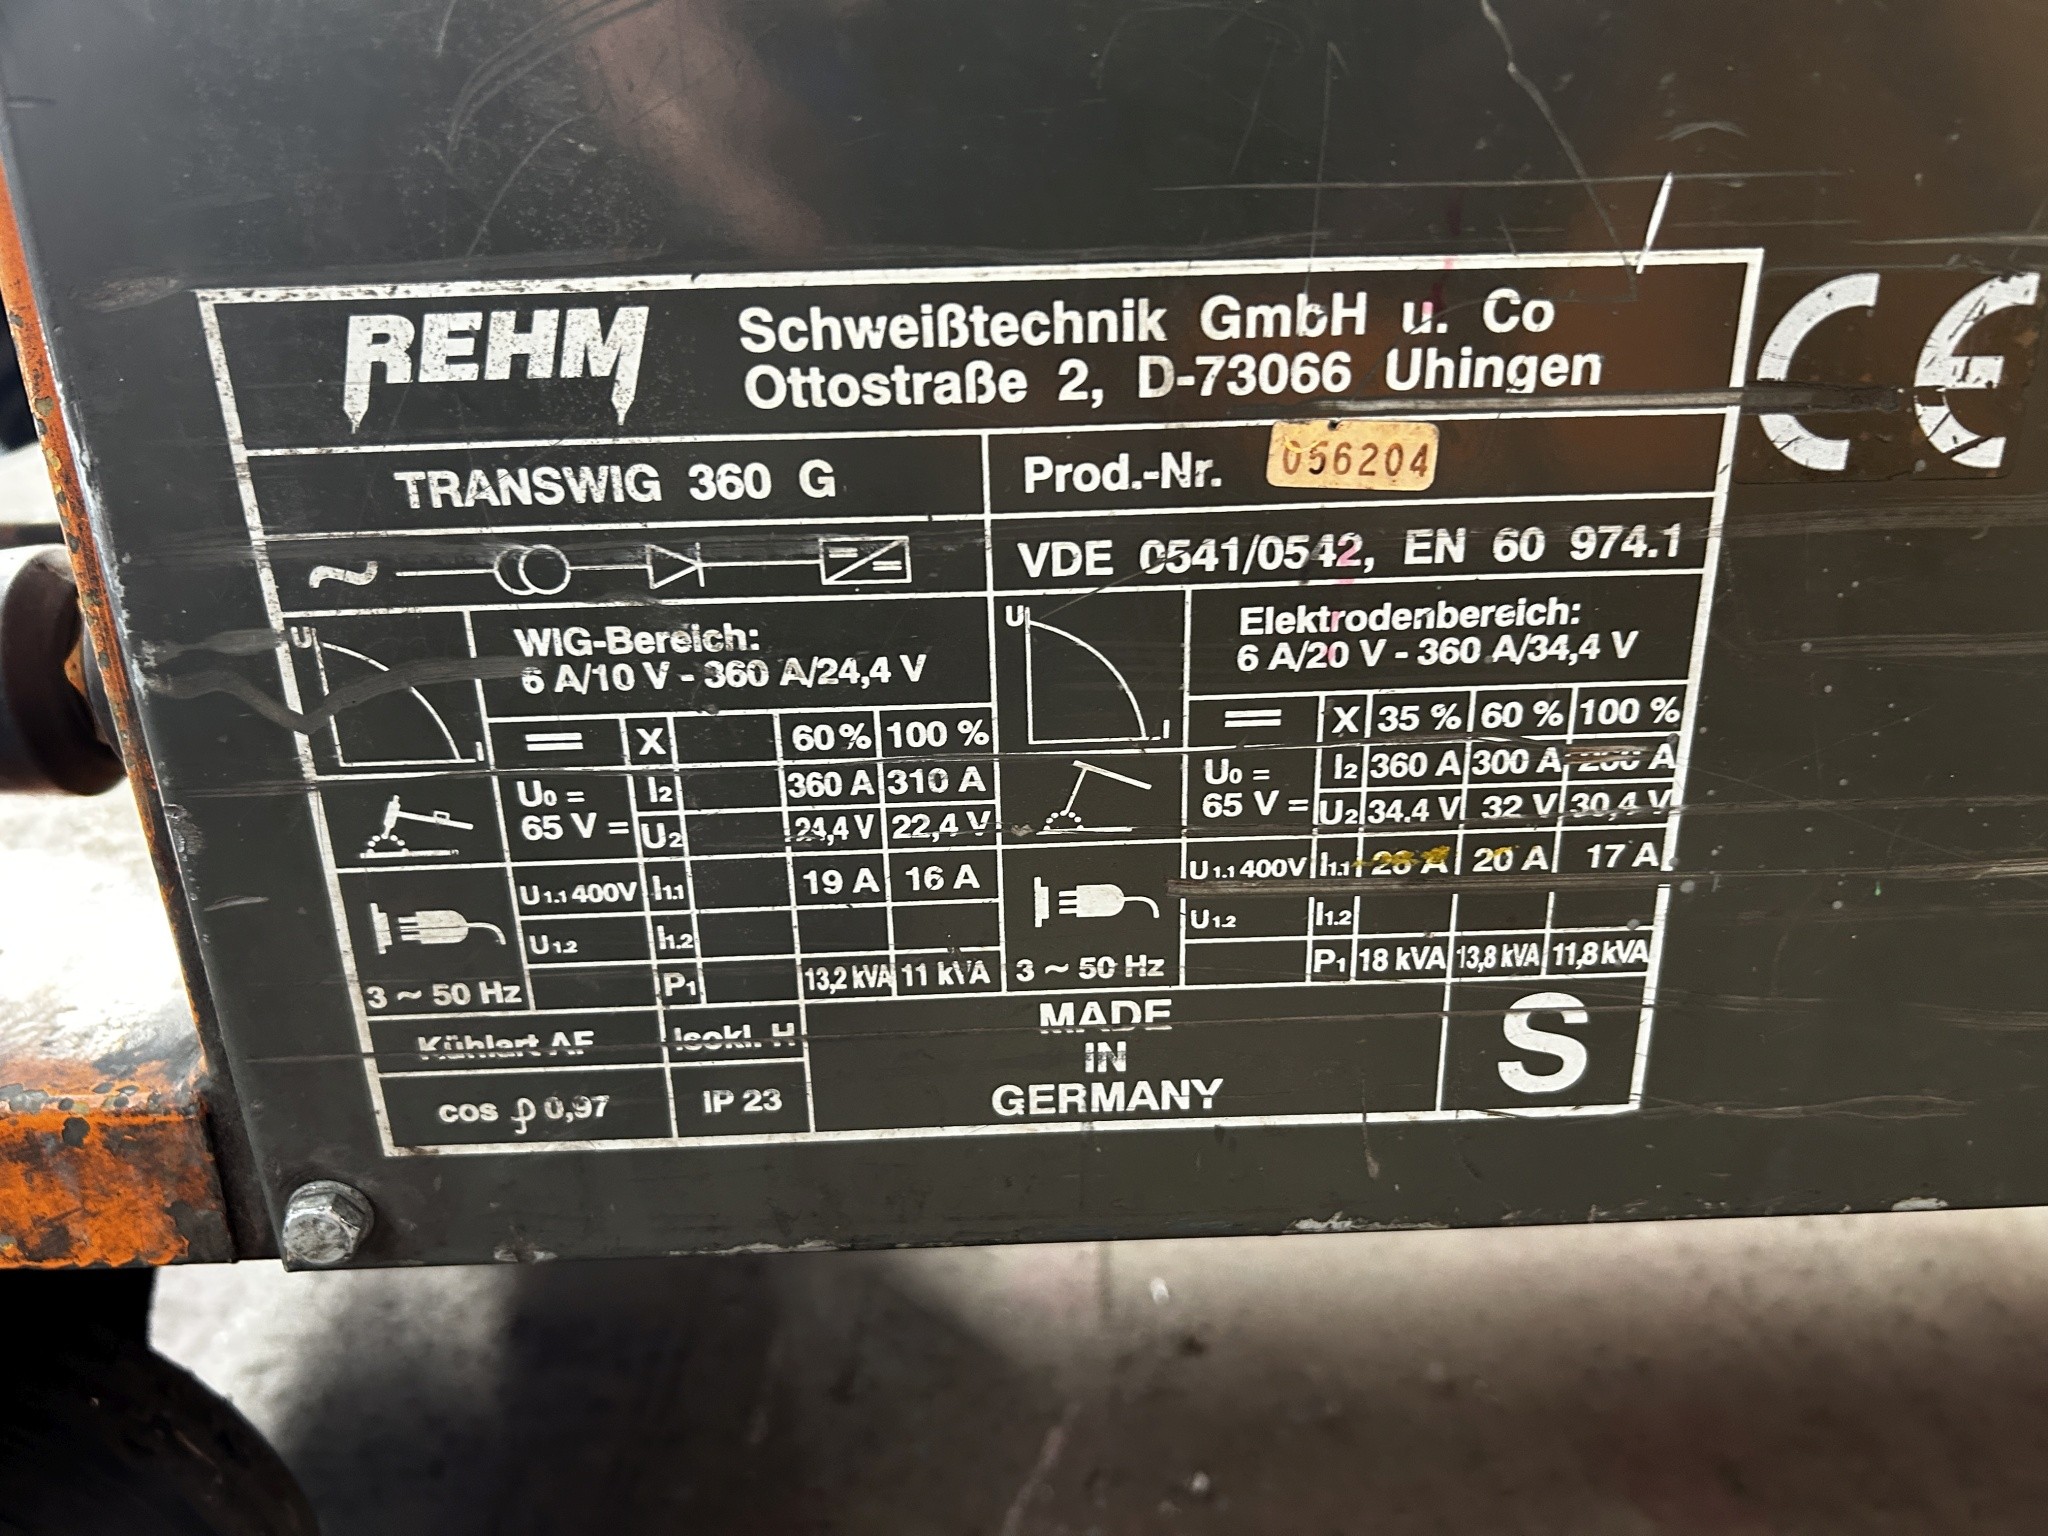 REHM
Schweißtechnik GmbH u. Co
Ottostraße 2, D-73066 Uhingen
CE
TRANSWIG 360 G
Prod.-Nr. 056204
VDE 0541/0542, EN 60 974.1
U
I
WIG-Bereich:
6 A/10 V - 360 A/24,4 V
X 60 % 100 %
U0 =
65 V =
I2 360 A 310 A
U2 24,4 V 22,4 V
U1.1 400V I1.1 19 A 16 A
U1.2 I1.2
P1 13,2 kVA 11 kVA
3 ~ 50 Hz
U
I
Elektrodenbereich:
6 A/20 V - 360 A/34,4 V
X 35 % 60 % 100 %
U0 =
65 V =
I2 360 A 300 A A
U2 34.4 V 32 V 30,4 V
U1.1 400V I1.1 A 20 A 17 A
U1.2 I1.2
P1 18 kVA 13,8 kVA 11,8 kVA
3 ~ 50 Hz
Kühlart AF Isokl. H
cos φ 0,97 IP 23
MADE
IN
GERMANY
S